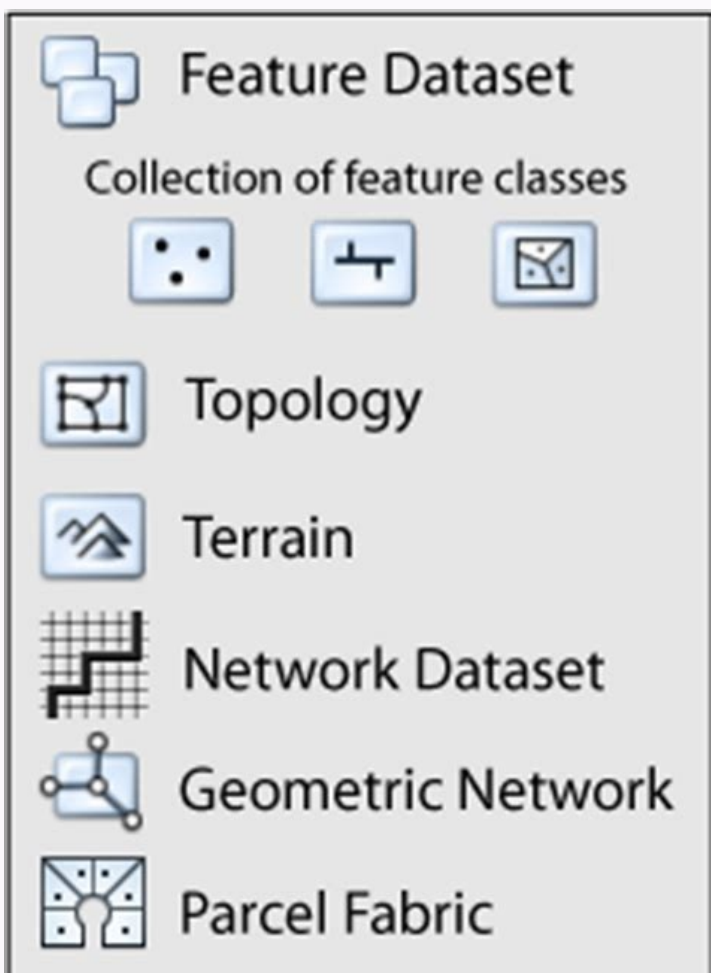 Feature Dataset
Collection of feature classes
Topology
Terrain
Network Dataset
Geometric Network
Parcel Fabric